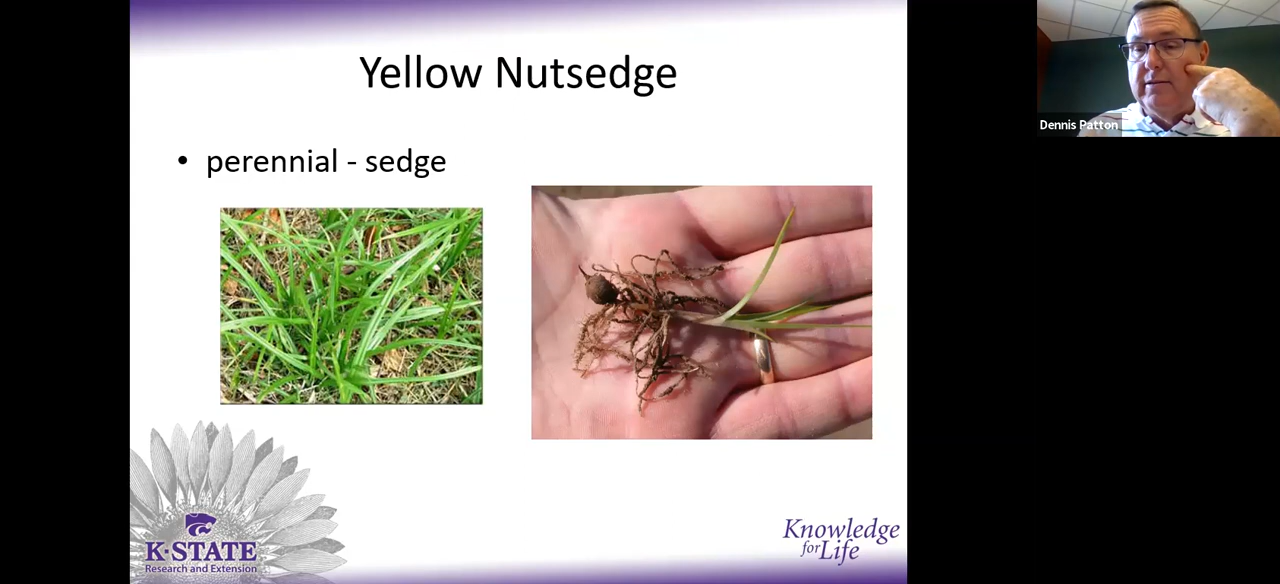 Yellow Nutsedge
• perennial - sedge
K-STATE
Research and Extension
Knowledge
for Life
Dennis Patton